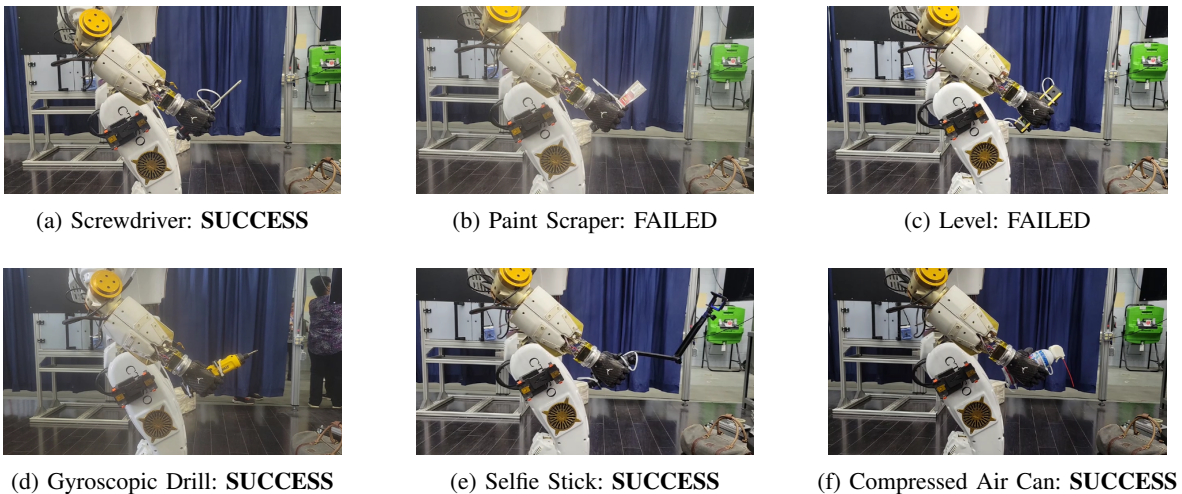 (a) Screwdriver: SUCCESS
(b) Paint Scraper: FAILED
(c) Level: FAILED
(d) Gyroscopic Drill: SUCCESS
(e) Selfie Stick: SUCCESS
(f) Compressed Air Can: SUCCESS